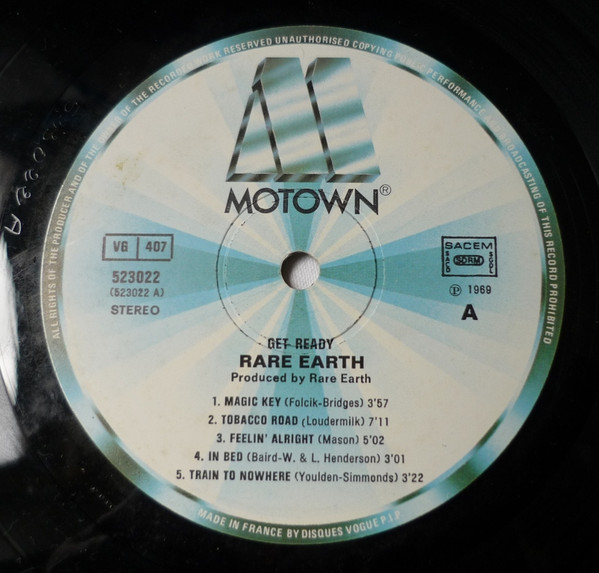 ALL RIGHTS OF THE PRODUCER AND OF THE OWNER OF THE RECORDED WORK RESERVED UNAUTHORISED COPYING PUBLIC PERFORMANCE AND BROADCASTING OF THIS RECORD PROHIBITED
MOTOWN®
VG 407
523022
(523022 A)
STEREO
SACEM
SACD SDRM SGDL
℗ 1969
A
GET READY
RARE EARTH
Produced by Rare Earth
1. MAGIC KEY (Folcik-Bridges) 3'57
2. TOBACCO ROAD (Loudermilk) 7'11
3. FEELIN' ALRIGHT (Mason) 5'02
4. IN BED (Baird-W. & L. Henderson) 3'01
5. TRAIN TO NOWHERE (Youlden-Simmonds) 3'22
MADE IN FRANCE BY DISQUES VOGUE P.I.P.